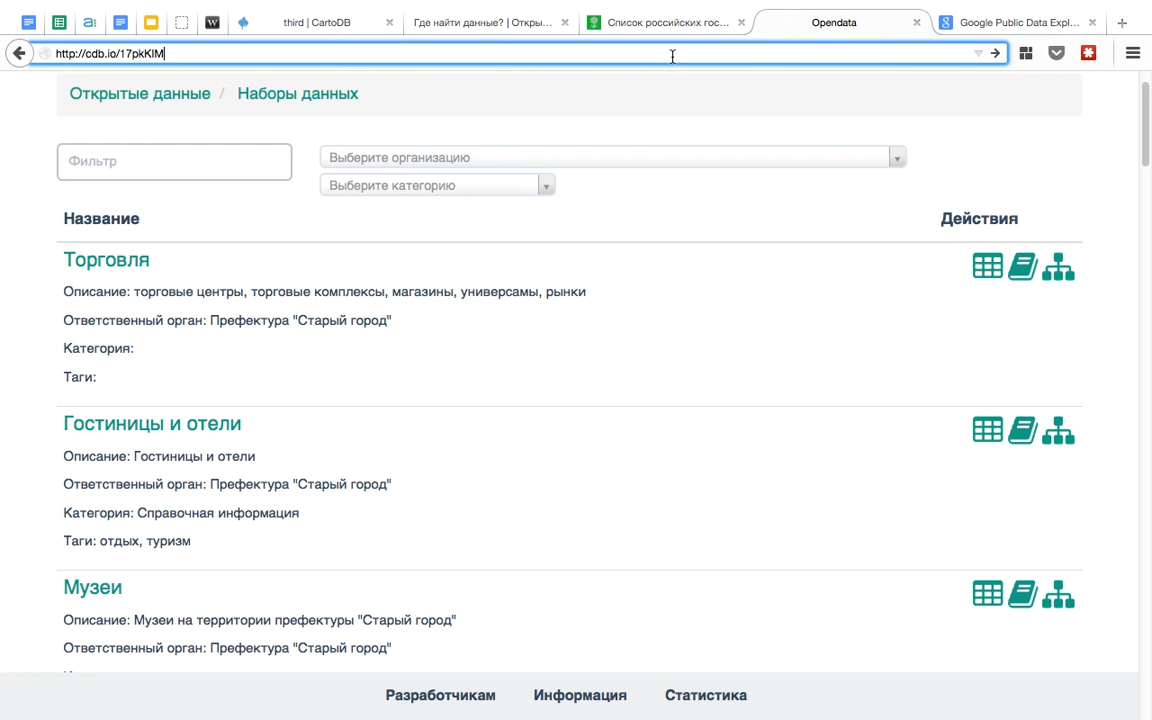 third | CartoDB
Где найти данные? | Откры...
Список российских гос...
Opendata
Google Public Data Expl...
http://cdb.io/17pkKlM
Открытые данные / Наборы данных
Фильтр
Выберите организацию
Выберите категорию
Название
Действия
Торговля
Описание: торговые центры, торговые комплексы, магазины, универсамы, рынки
Ответственный орган: Префектура "Старый город"
Категория:
Таги:
Гостиницы и отели
Описание: Гостиницы и отели
Ответственный орган: Префектура "Старый город"
Категория: Справочная информация
Таги: отдых, туризм
Музеи
Описание: Музеи на территории префектуры "Старый город"
Ответственный орган: Префектура "Старый город"
Разработчикам Информация Статистика